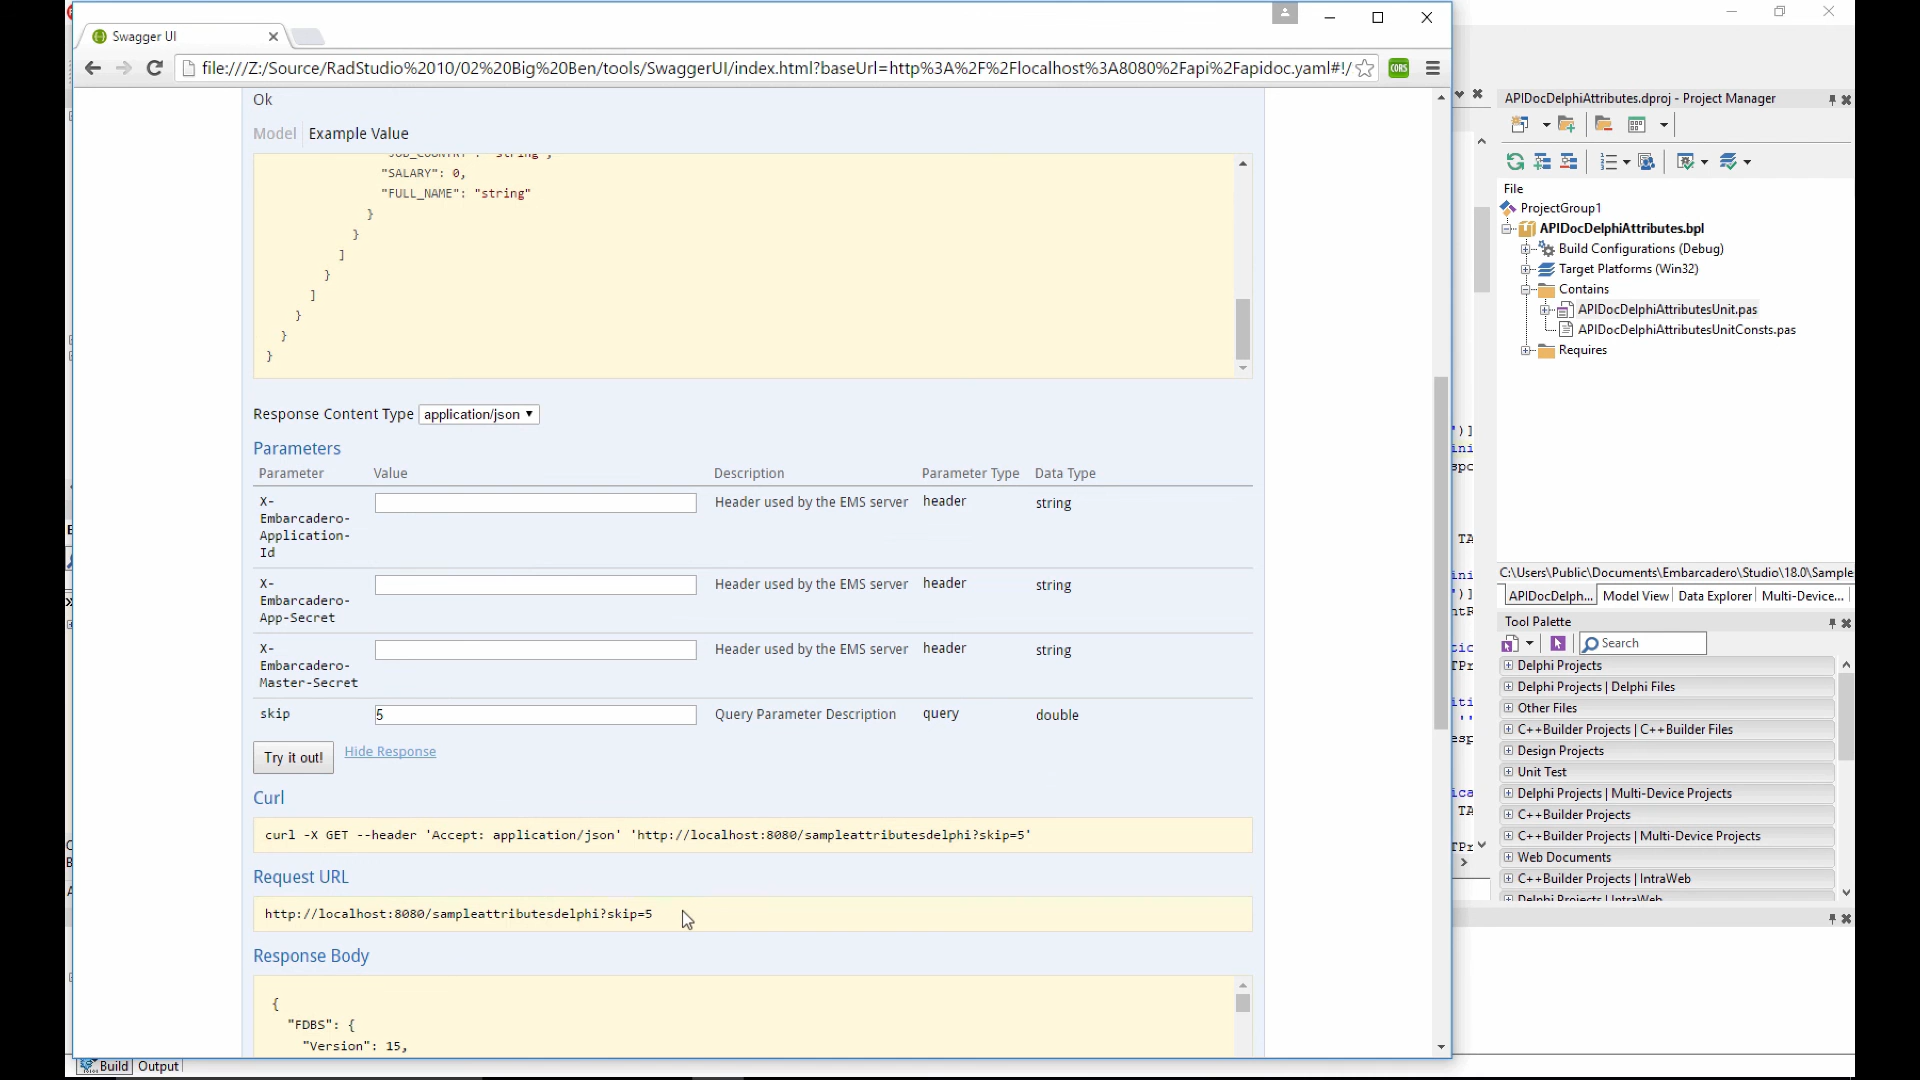 Swagger UI
file:///Z:/Source/RadStudio%2010/02%20Big%20Ben/tools/SwaggerUI/index.html?baseUrl=http%3A%2F%2Flocalhost%3A8080%2Fapi%2Fapidoc.yaml#!/
CORS
Ok
Model Example Value
"SALARY": 0,
"FULL_NAME": "string"
}
}
]
}
]
}
}
}
Response Content Type application/json
Parameters
Parameter Value Description Parameter Type Data Type
X-Embarcadero-Application-Id Header used by the EMS server header string
X-Embarcadero-App-Secret Header used by the EMS server header string
X-Embarcadero-Master-Secret Header used by the EMS server header string
skip 5 Query Parameter Description query double
Try it out! Hide Response
Curl
curl -X GET --header 'Accept: application/json' 'http://localhost:8080/sampleattributesdelphi?skip=5'
Request URL
http://localhost:8080/sampleattributesdelphi?skip=5
Response Body
{
"FDBS": {
"Version": 15,
Build Output
APIDocDelphiAttributes.dproj - Project Manager
File
ProjectGroup1
APIDocDelphiAttributes.bpl
Build Configurations (Debug)
Target Platforms (Win32)
Contains
APIDocDelphiAttributesUnit.pas
APIDocDelphiAttributesUnitConsts.pas
Requires
C:\Users\Public\Documents\Embarcadero\Studio\18.0\Sample
APIDocDelph... Model View Data Explorer Multi-Device...
Tool Palette
Search
Delphi Projects
Delphi Projects | Delphi Files
Other Files
C++Builder Projects | C++Builder Files
Design Projects
Unit Test
Delphi Projects | Multi-Device Projects
C++Builder Projects
C++Builder Projects | Multi-Device Projects
Web Documents
C++Builder Projects | IntraWeb
Delphi Projects | IntraWeb